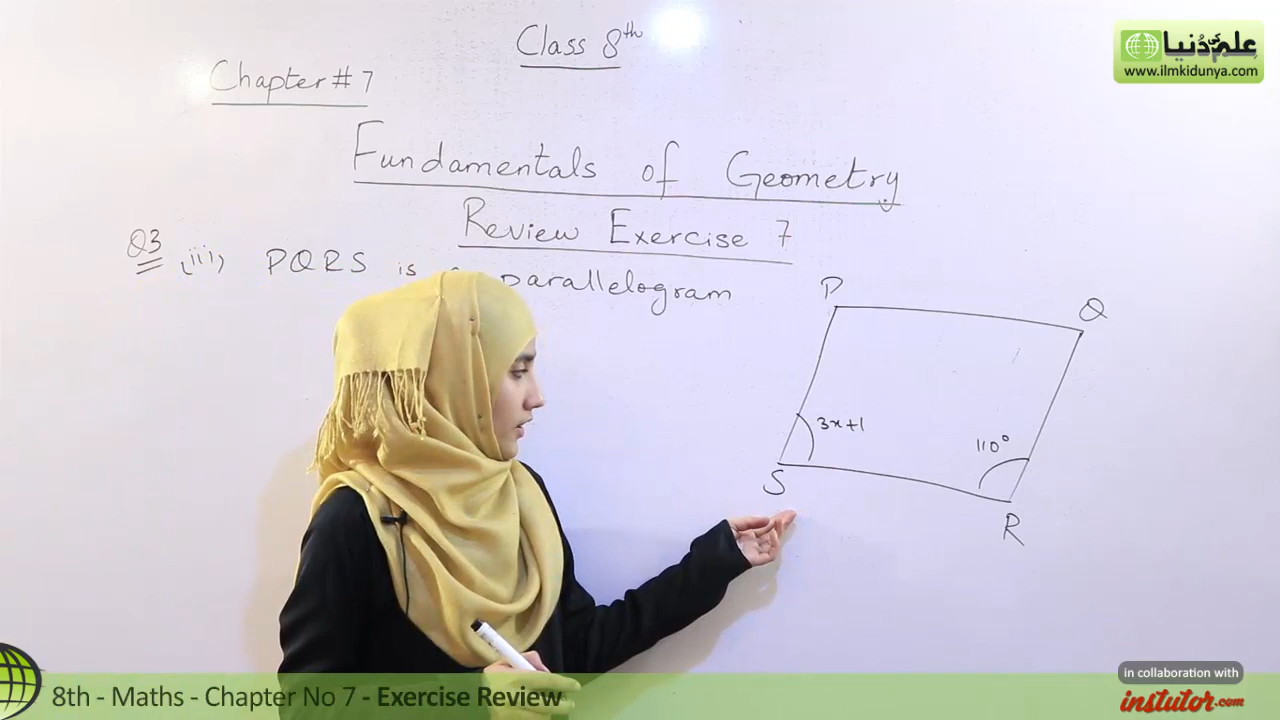 Class 8th
Chapter # 7
Fundamentals of Geometry
Review Exercise 7
Q3 (iii) PQRS is parallelogram
P
Q
3x+1
110°
S
R
علم کی دنیا
www.ilmkidunya.com
8th - Maths - Chapter No 7 - Exercise Review
in collaboration with
instutor.com